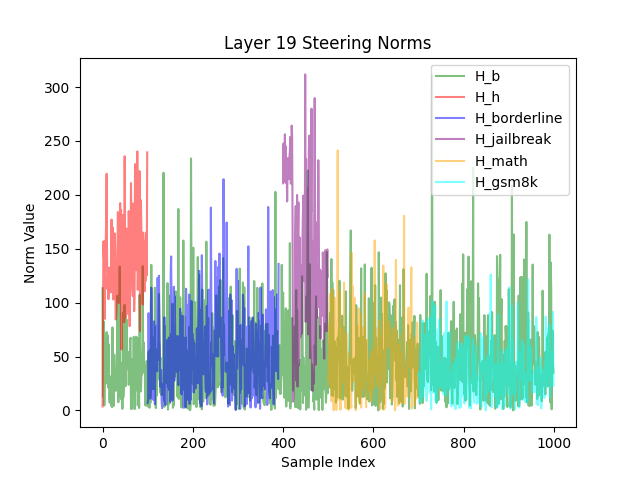 Layer 19 Steering Norms
Norm Value
300
250
200
150
100
50
0
H_b
H_h
H_borderline
H_jailbreak
H_math
H_gsm8k
0
200
400
600
800
1000
Sample Index